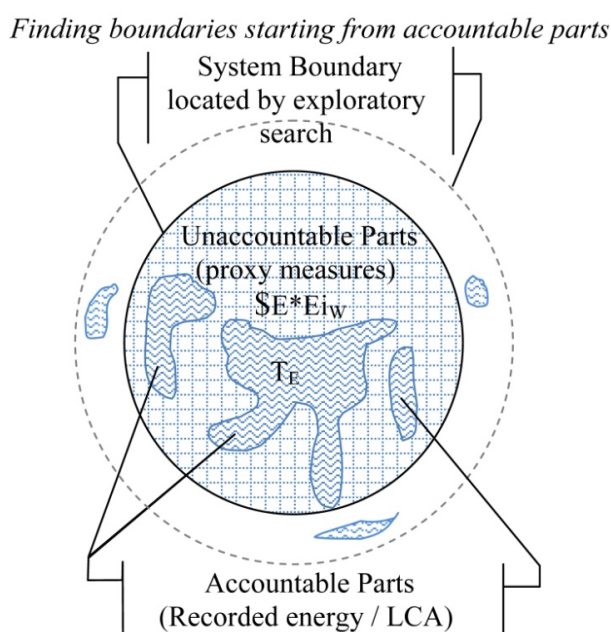 Finding boundaries starting from accountable parts
System Boundary
located by exploratory
search
Unaccountable Parts
(proxy measures)
$E*Eiw
TE
Accountable Parts
(Recorded energy / LCA)